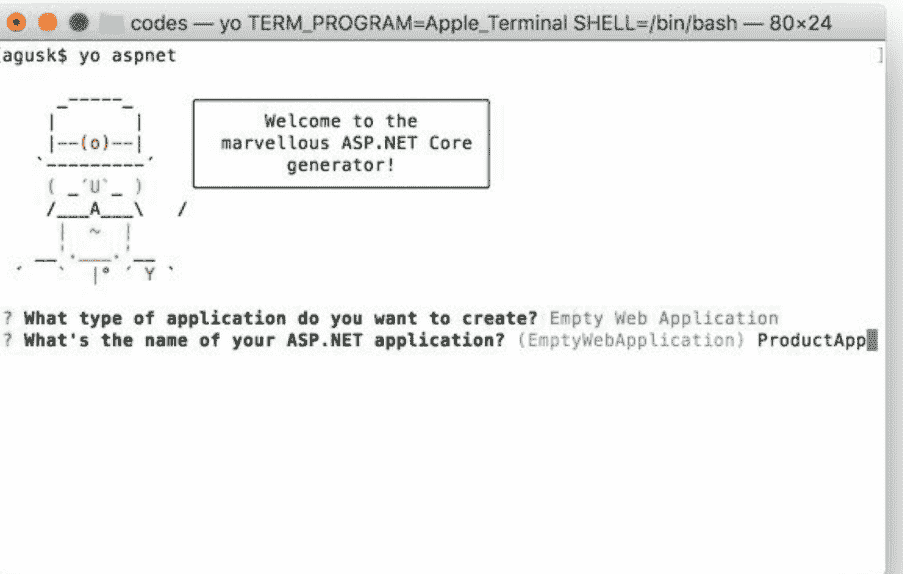 codes — yo TERM_PROGRAM=Apple_Terminal SHELL=/bin/bash — 80×24
[agusk$ yo aspnet ]
Welcome to the
marvellous ASP.NET Core
generator!
? What type of application do you want to create? Empty Web Application
? What's the name of your ASP.NET application? (EmptyWebApplication) ProductApp